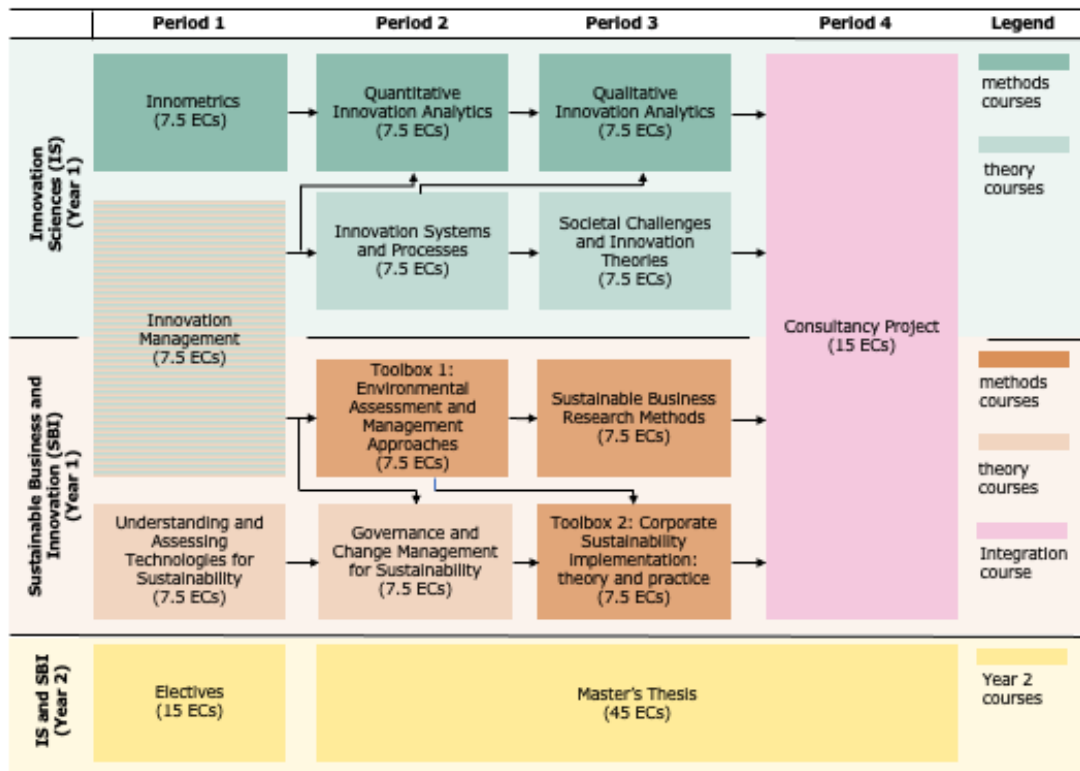 Period 1
Period 2
Period 3
Period 4
Legend
Innovation
Sciences (IS)
(Year 1)
Innometrics
(7.5 ECs)
Quantitative
Innovation Analytics
(7.5 ECs)
Qualitative
Innovation Analytics
(7.5 ECs)
methods
courses
theory
courses
Innovation Systems
and Processes
(7.5 ECs)
Societal Challenges
and Innovation
Theories
(7.5 ECs)
Innovation
Management
(7.5 ECs)
Consultancy Project
(15 ECs)
Sustainable Business and
Innovation (SBI)
(Year 1)
Toolbox 1:
Environmental
Assessment and
Management
Approaches
(7.5 ECs)
Sustainable Business
Research Methods
(7.5 ECs)
methods
courses
theory
courses
Understanding and
Assessing
Technologies for
Sustainability
(7.5 ECs)
Governance and
Change Management
for Sustainability
(7.5 ECs)
Toolbox 2: Corporate
Sustainability
implementation:
theory and practice
(7.5 ECs)
Integration
course
IS and SBI
(Year 2)
Electives
(15 ECs)
Master's Thesis
(45 ECs)
Year 2
courses